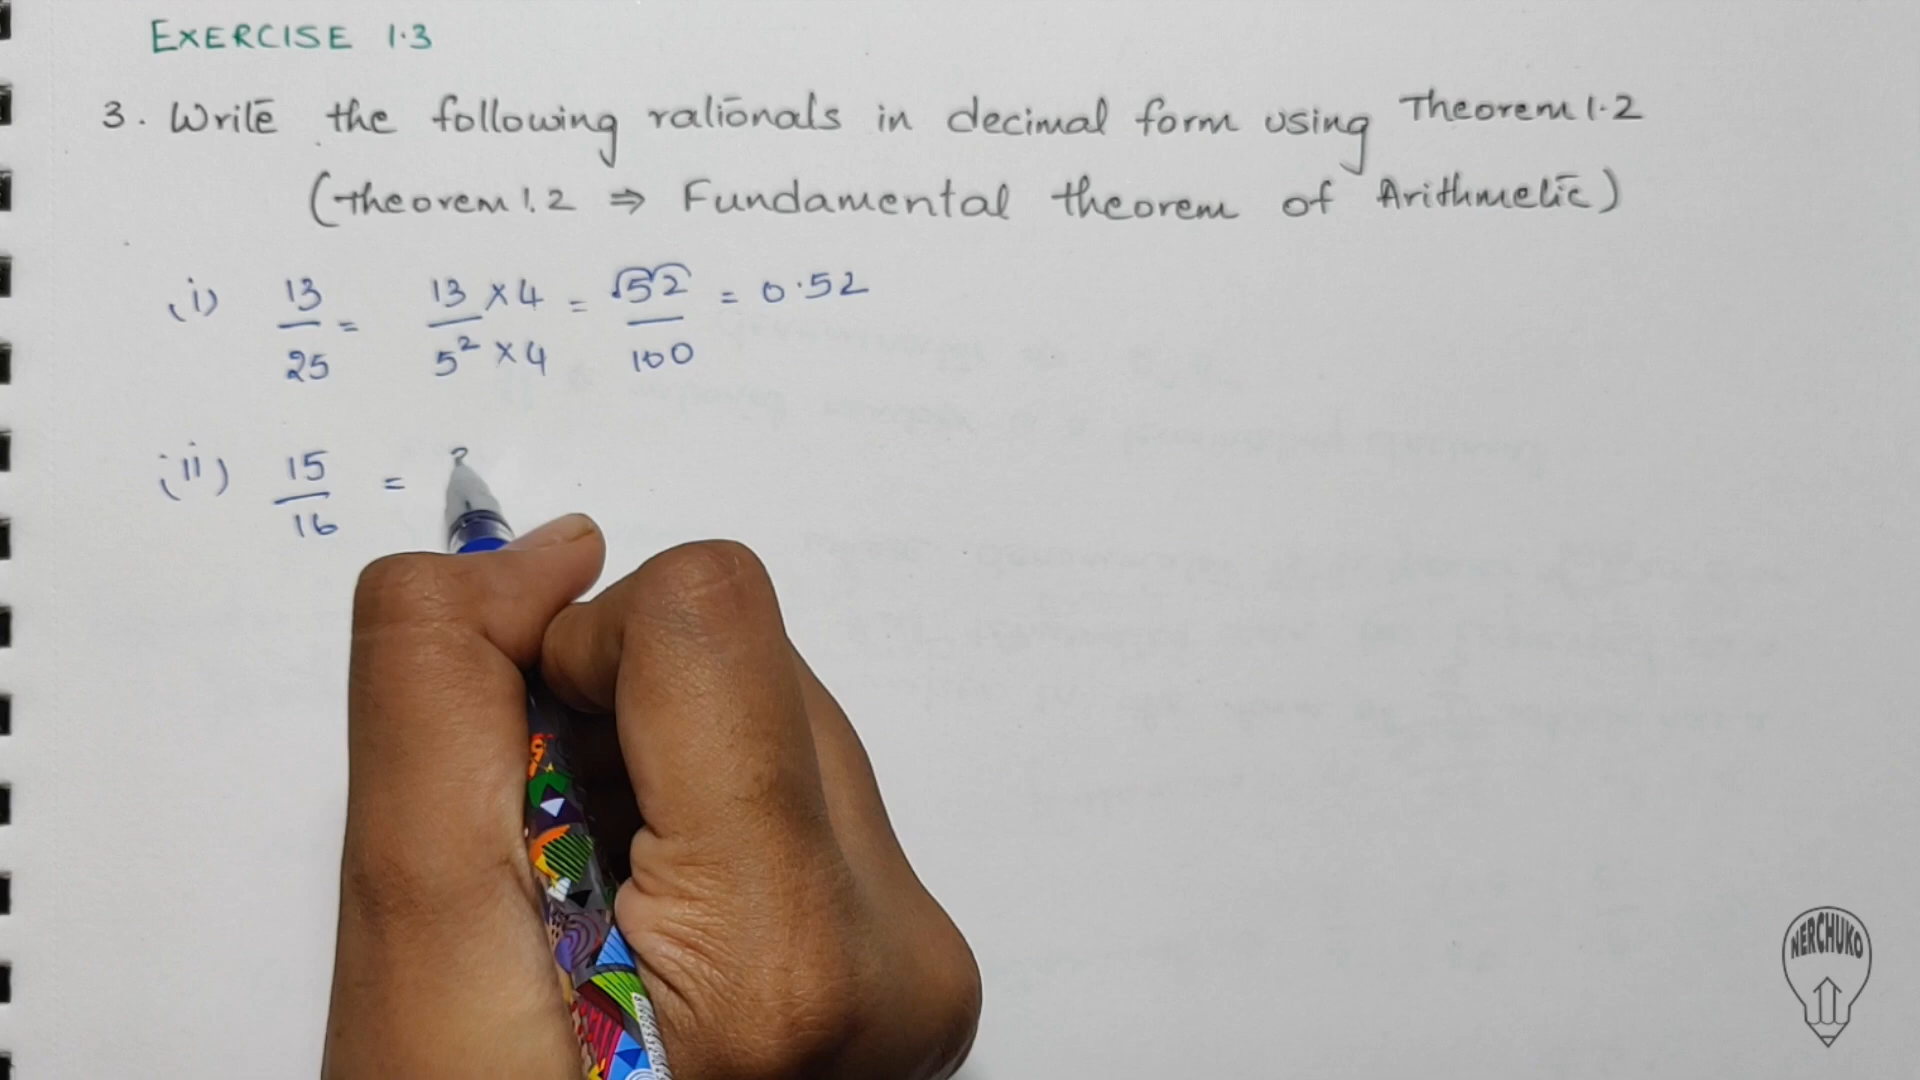 EXERCISE 1.3
3. Write the following rationals in decimal form using Theorem 1.2
(Theorem 1.2 ⇒ Fundamental theorem of Arithmetic)
(i) 13/25 = 13×4/5²×4 = 52/100 = 0.52
(ii) 15/16 =
NERCHUKO